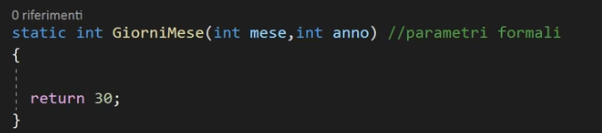 0 riferimenti
static int GiorniMese(int mese,int anno) //parametri formali
{
return 30;
}